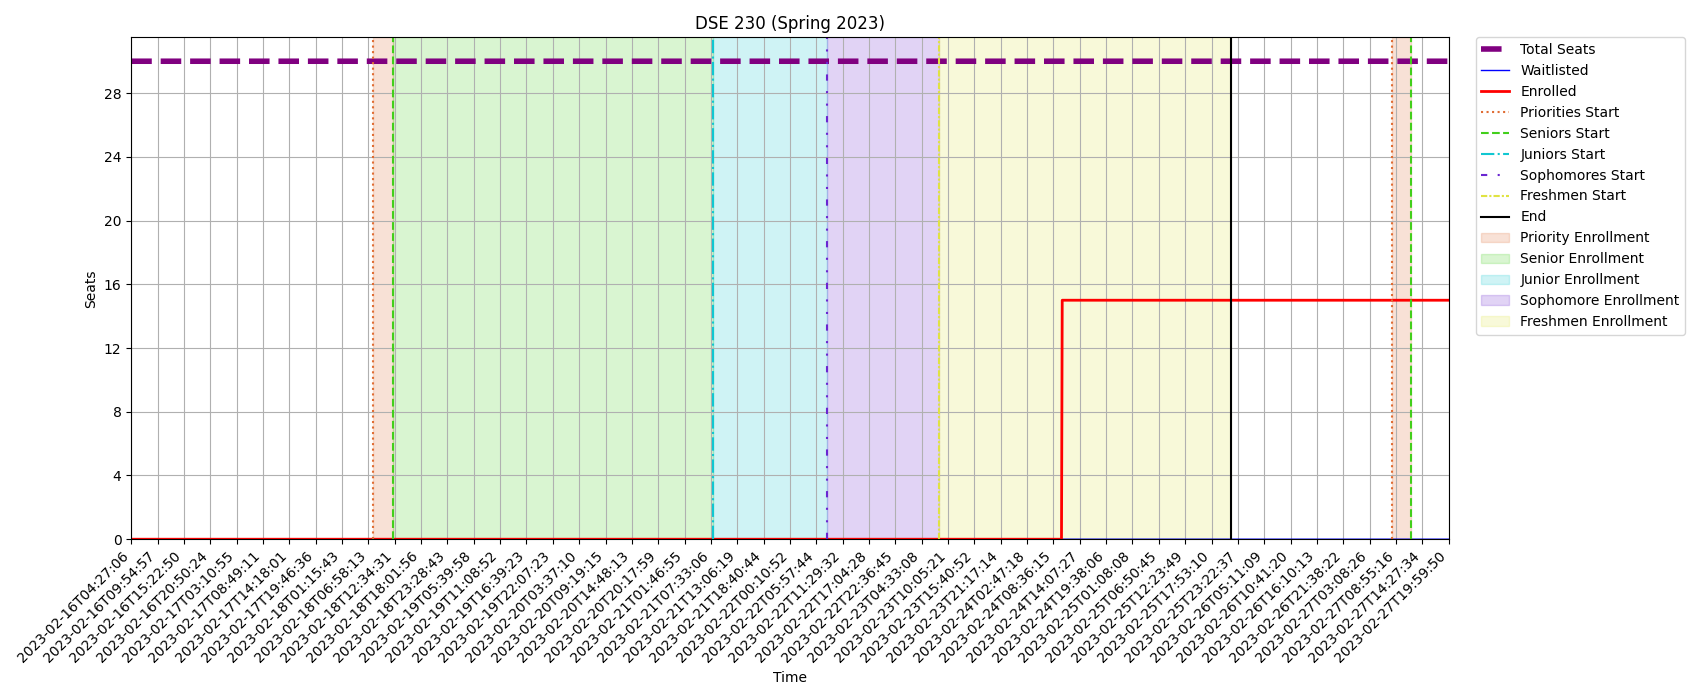 DSE 230 (Spring 2023)
Seats
28
24
20
16
12
8
4
0
2023-02-16T04:27:06
2023-02-16T09:54:57
2023-02-16T15:22:50
2023-02-16T20:50:24
2023-02-17T03:10:55
2023-02-17T08:49:11
2023-02-17T14:18:01
2023-02-17T19:46:36
2023-02-18T01:15:43
2023-02-18T06:58:13
2023-02-18T12:34:31
2023-02-18T18:01:56
2023-02-18T23:28:43
2023-02-19T05:39:58
2023-02-19T11:08:52
2023-02-19T16:39:23
2023-02-19T22:07:23
2023-02-20T03:37:10
2023-02-20T09:19:15
2023-02-20T14:48:13
2023-02-20T20:17:59
2023-02-21T01:46:55
2023-02-21T07:33:06
2023-02-21T13:06:19
2023-02-21T18:40:44
2023-02-22T00:10:52
2023-02-22T05:57:44
2023-02-22T11:29:32
2023-02-22T17:04:28
2023-02-22T22:36:45
2023-02-23T04:33:08
2023-02-23T10:05:21
2023-02-23T15:40:52
2023-02-23T21:17:14
2023-02-24T02:47:18
2023-02-24T08:36:15
2023-02-24T14:07:27
2023-02-24T19:38:06
2023-02-25T01:08:08
2023-02-25T06:50:45
2023-02-25T12:23:49
2023-02-25T17:53:10
2023-02-25T23:22:37
2023-02-26T05:11:09
2023-02-26T10:41:20
2023-02-26T16:10:13
2023-02-26T21:38:22
2023-02-27T03:08:26
2023-02-27T08:55:16
2023-02-27T14:27:34
2023-02-27T19:59:50
Time
Total Seats
Waitlisted
Enrolled
Priorities Start
Seniors Start
Juniors Start
Sophomores Start
Freshmen Start
End
Priority Enrollment
Senior Enrollment
Junior Enrollment
Sophomore Enrollment
Freshmen Enrollment